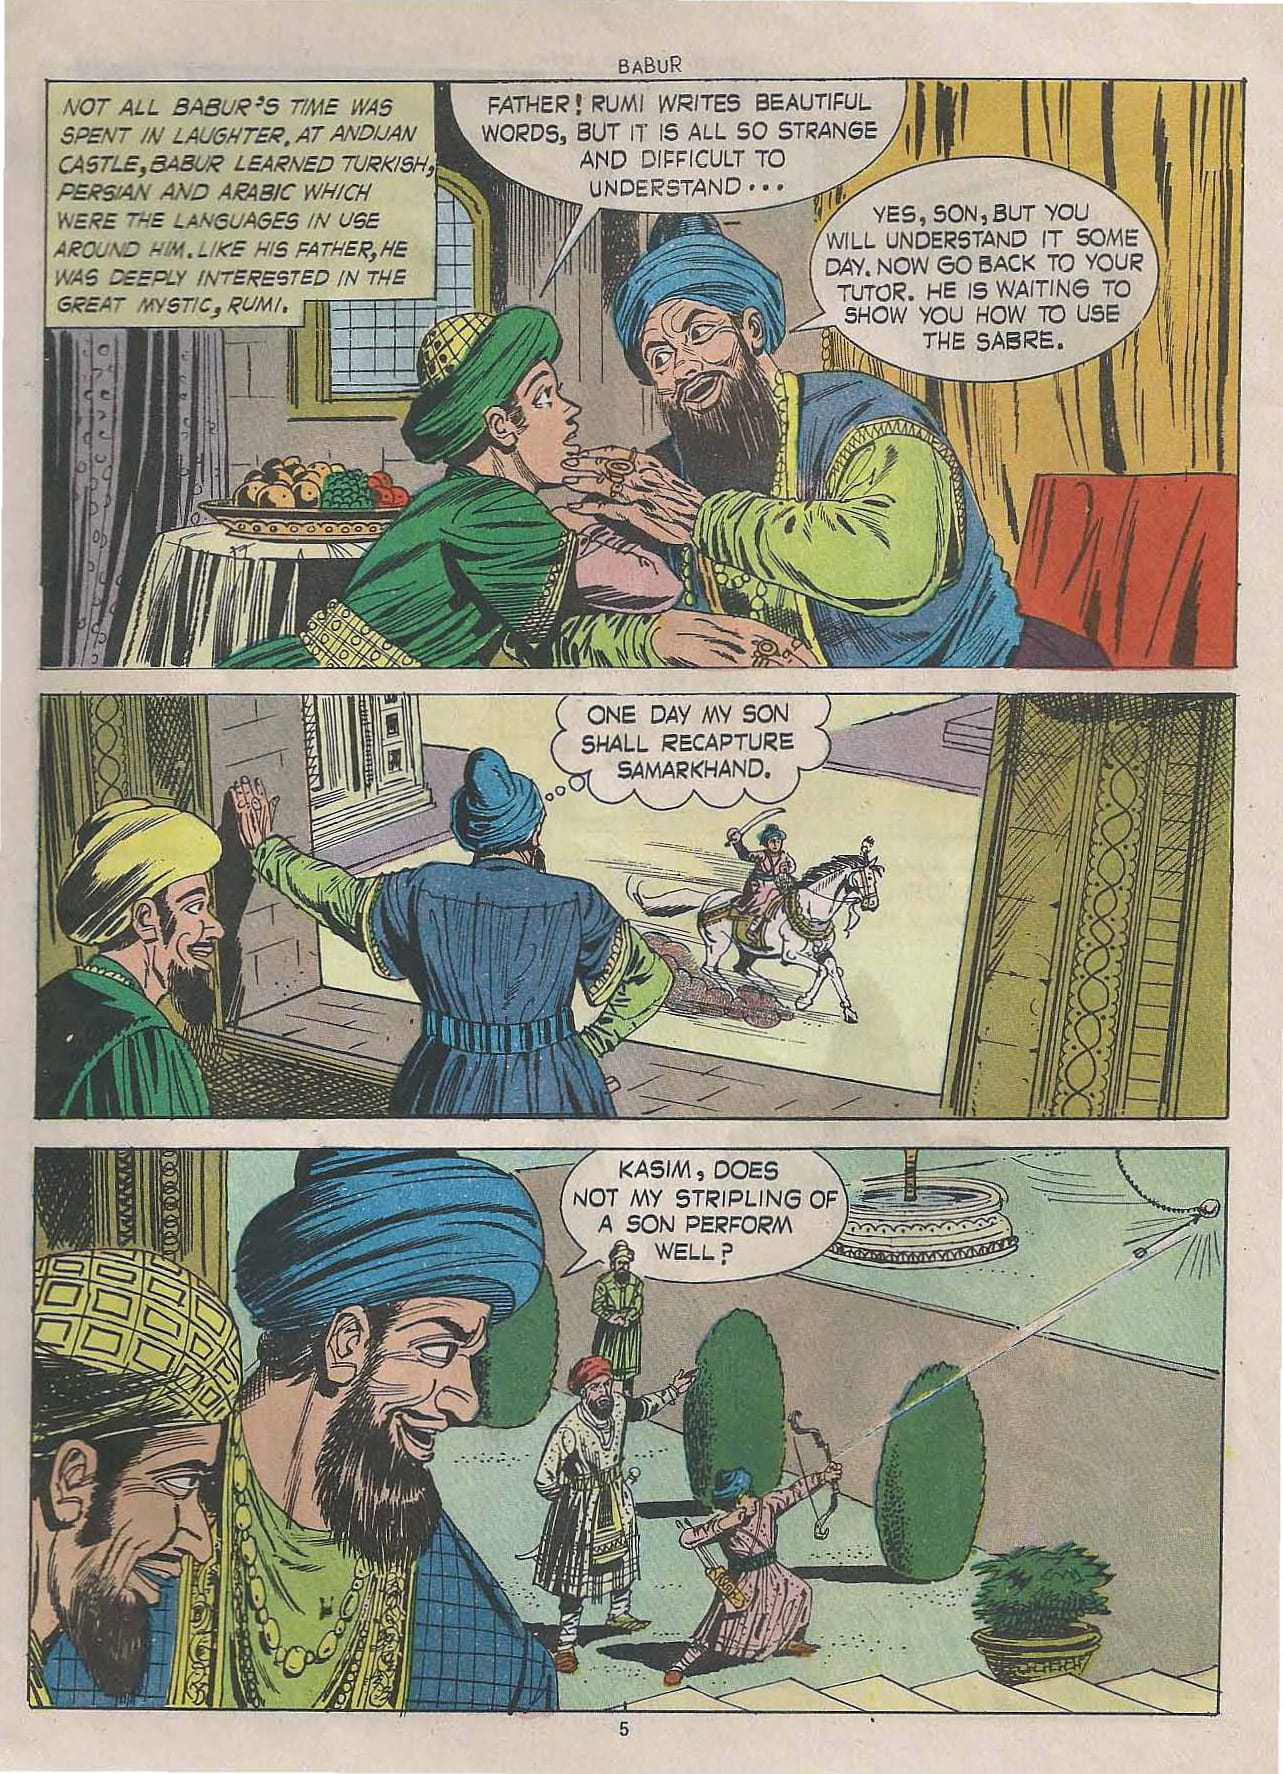 BABUR
NOT ALL BABUR'S TIME WAS
SPENT IN LAUGHTER. AT ANDIJAN
CASTLE, BABUR LEARNED TURKISH,
PERSIAN AND ARABIC WHICH
WERE THE LANGUAGES IN USE
AROUND HIM. LIKE HIS FATHER, HE
WAS DEEPLY INTERESTED IN THE
GREAT MYSTIC, RUMI.
FATHER! RUMI WRITES BEAUTIFUL
WORDS, BUT IT IS ALL SO STRANGE
AND DIFFICULT TO
UNDERSTAND...
YES, SON, BUT YOU
WILL UNDERSTAND IT SOME
DAY. NOW GO BACK TO YOUR
TUTOR. HE IS WAITING TO
SHOW YOU HOW TO USE
THE SABRE.
ONE DAY MY SON
SHALL RECAPTURE
SAMARKHAND.
KASIM, DOES
NOT MY STRIPLING OF
A SON PERFORM
WELL?
5